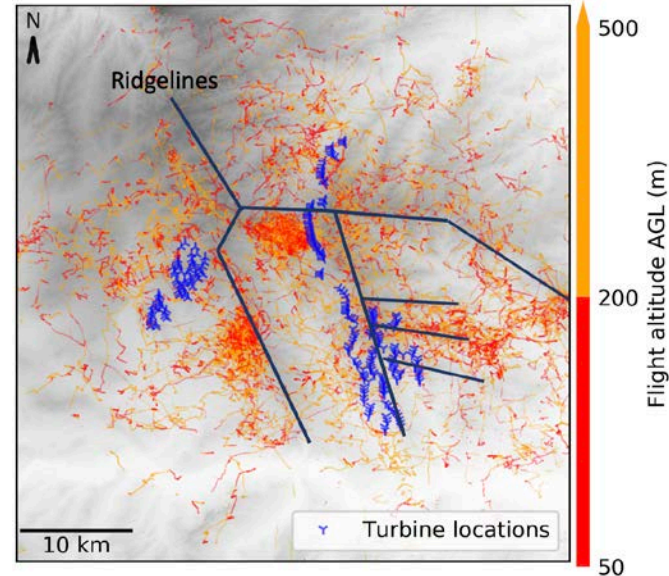 N
Ridgelines
10 km
Turbine locations
500
200
50
Flight altitude AGL (m)